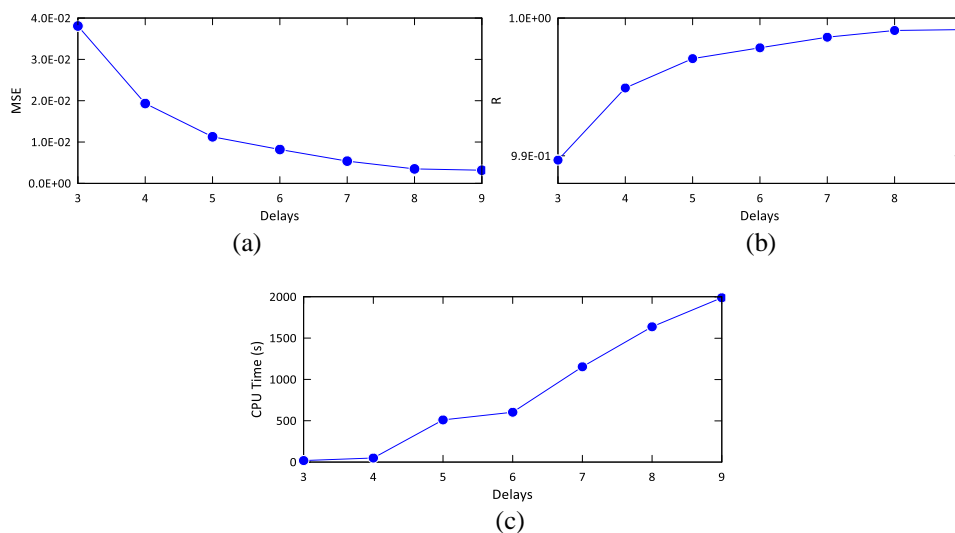 4.0E-02
3.0E-02
2.0E-02
1.0E-02
0.0E+00
MSE
3 4 5 6 7 8 9
Delays
(a)
1.0E+00
9.9E-01
R
3 4 5 6 7 8
Delays
(b)
2000
1500
1000
500
0
CPU Time (s)
3 4 5 6 7 8 9
Delays
(c)